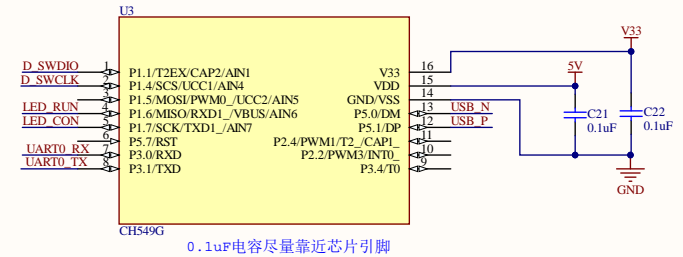 U3
V33
D_SWDIO 1 P1.1/T2EX/CAP2/AIN1 V33 16
5V
D_SWCLK 2 P1.4/SCS/UCC1/AIN4 VDD 15
3 P1.5/MOSI/PWM0_/UCC2/AIN5 GND/VSS 14
LED_RUN 4 P1.6/MISO/RXD1_/VBUS/AIN6 P5.0/DM 13 USB_N
C21
C22
LED_CON 5 P1.7/SCK/TXD1_/AIN7 P5.1/DP 12 USB_P
0.1uF
0.1uF
6 P5.7/RST P2.4/PWM1/T2_/CAP1_ 11
UART0_RX 7 P3.0/RXD P2.2/PWM3/INT0_ 10
UART0_TX 8 P3.1/TXD P3.4/T0 9
GND
CH549G
0.1uF电容尽量靠近芯片引脚